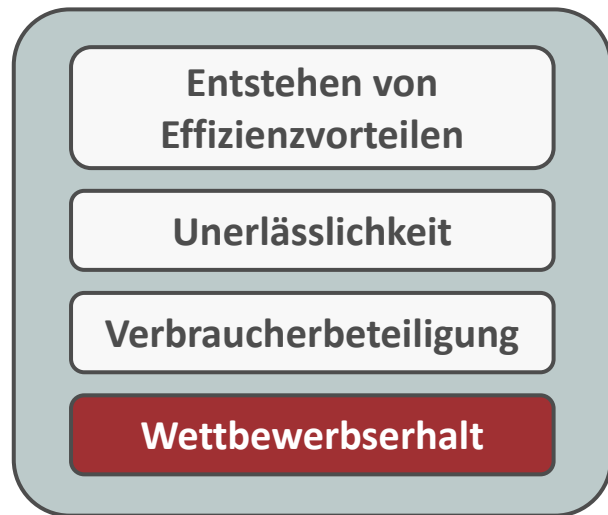 Entstehen von
Effizienzvorteilen
Unerlässlichkeit
Verbraucherbeteiligung
Wettbewerbserhalt